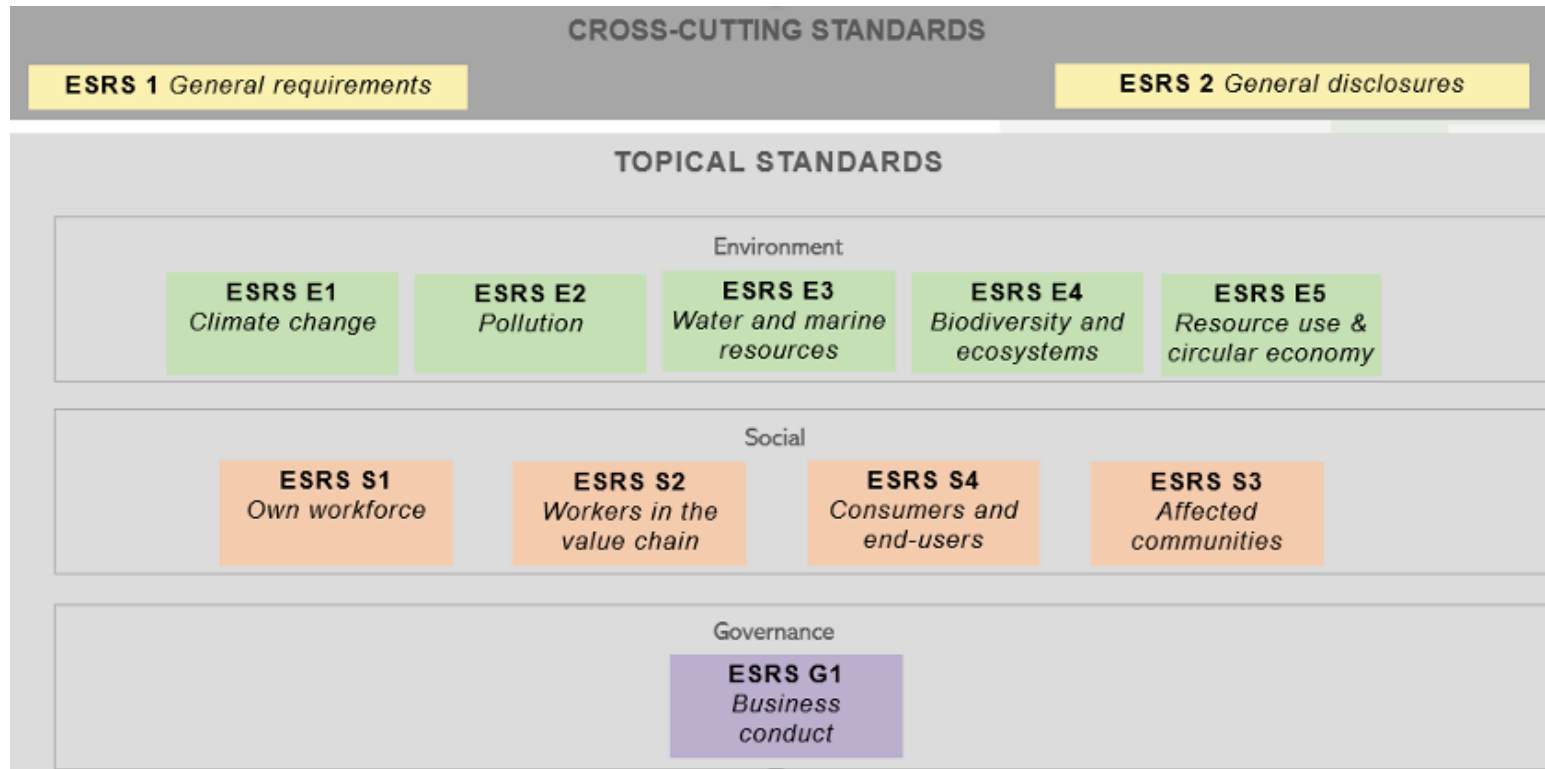 CROSS-CUTTING STANDARDS
ESRS 1 General requirements
ESRS 2 General disclosures
TOPICAL STANDARDS
Environment
ESRS E1
Climate change
ESRS E2
Pollution
ESRS E3
Water and marine
resources
ESRS E4
Biodiversity and
ecosystems
ESRS E5
Resource use &
circular economy
Social
ESRS S1
Own workforce
ESRS S2
Workers in the
value chain
ESRS S4
Consumers and
end-users
ESRS S3
Affected
communities
Governance
ESRS G1
Business
conduct